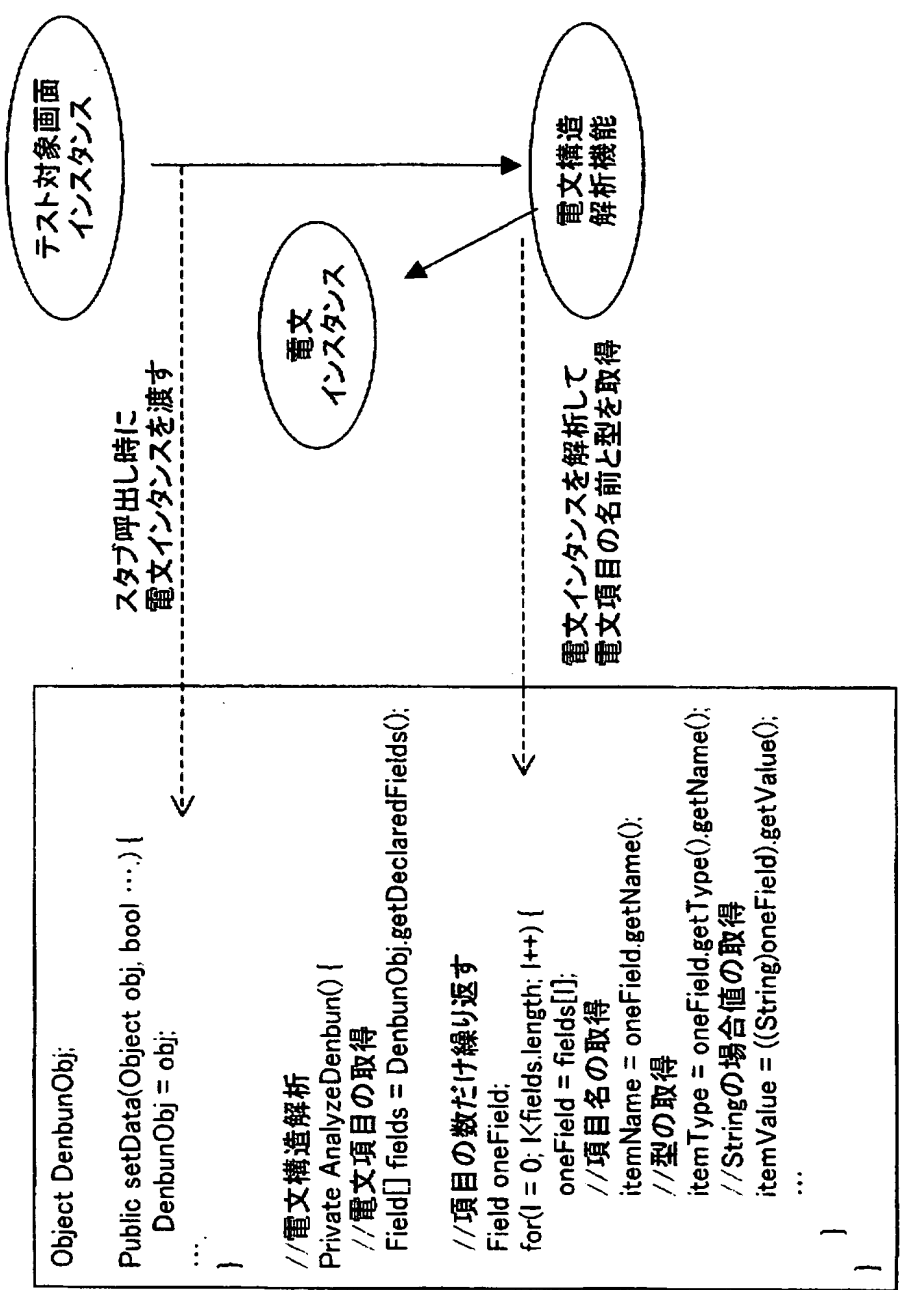 テスト対象画面
インスタンス
電文
インスタンス
電文構造
解析機能
スタブ呼出し時に
電文インタンスを渡す
電文インタンスを解析して
電文項目の名前と型を取得
Object DenbunObj;
Public setData(Object obj, bool ….) {
DenbunObj = obj;
…
}
//電文構造解析
Private AnalyzeDenbun() {
//電文項目の取得
Field[] fields = DenbunObj.getDeclaredFields();
//項目の数だけ繰り返す
Field oneField;
for(I = 0; I<fields.length; I++) {
oneField = fields[I];
//項目名の取得
itemName = oneField.getName();
//型の取得
itemType = oneField.getType().getName();
//Stringの場合値の取得
itemValue = ((String)oneField).getValue();
…
}
}